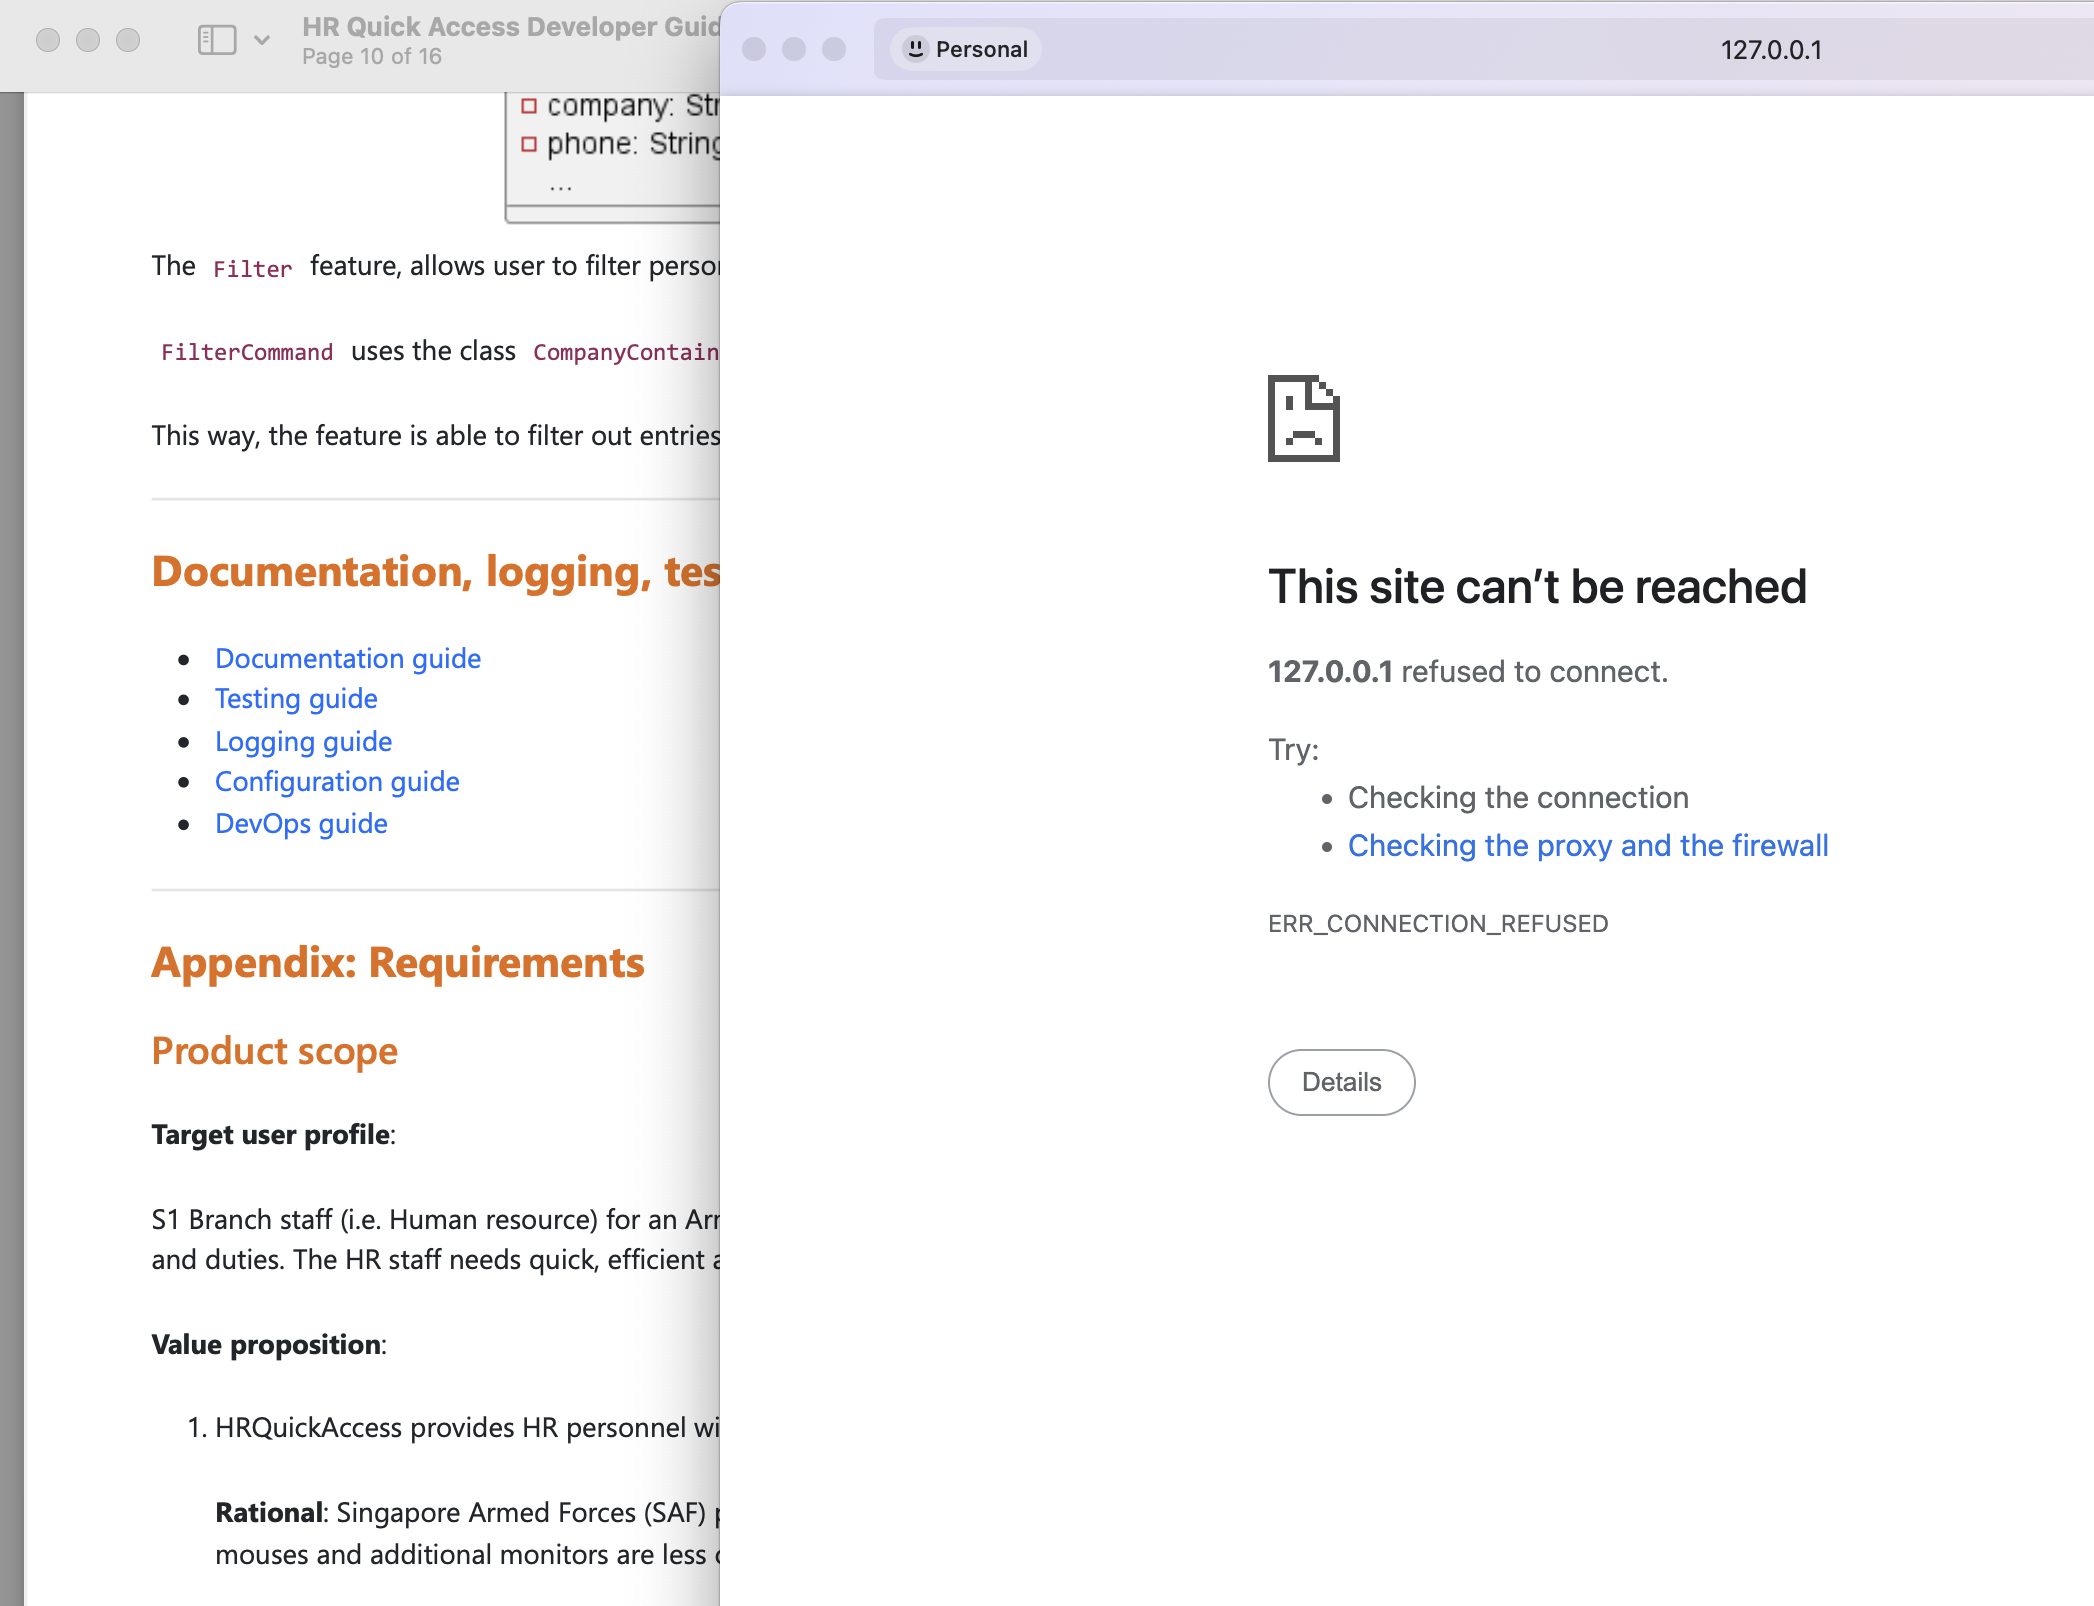 HR Quick Access Developer Guid
Page 10 of 16
company: Str
phone: String
...
The Filter feature, allows user to filter person
FilterCommand uses the class CompanyContain
This way, the feature is able to filter out entries
Documentation, logging, tes
Documentation guide
Testing guide
Logging guide
Configuration guide
DevOps guide
Appendix: Requirements
Product scope
Target user profile:
S1 Branch staff (i.e. Human resource) for an Arm
and duties. The HR staff needs quick, efficient a
Value proposition:
1. HRQuickAccess provides HR personnel wi
Rational: Singapore Armed Forces (SAF) p
mouses and additional monitors are less c
Personal
127.0.0.1
This site can’t be reached
127.0.0.1 refused to connect.
Try:
Checking the connection
Checking the proxy and the firewall
ERR_CONNECTION_REFUSED
Details